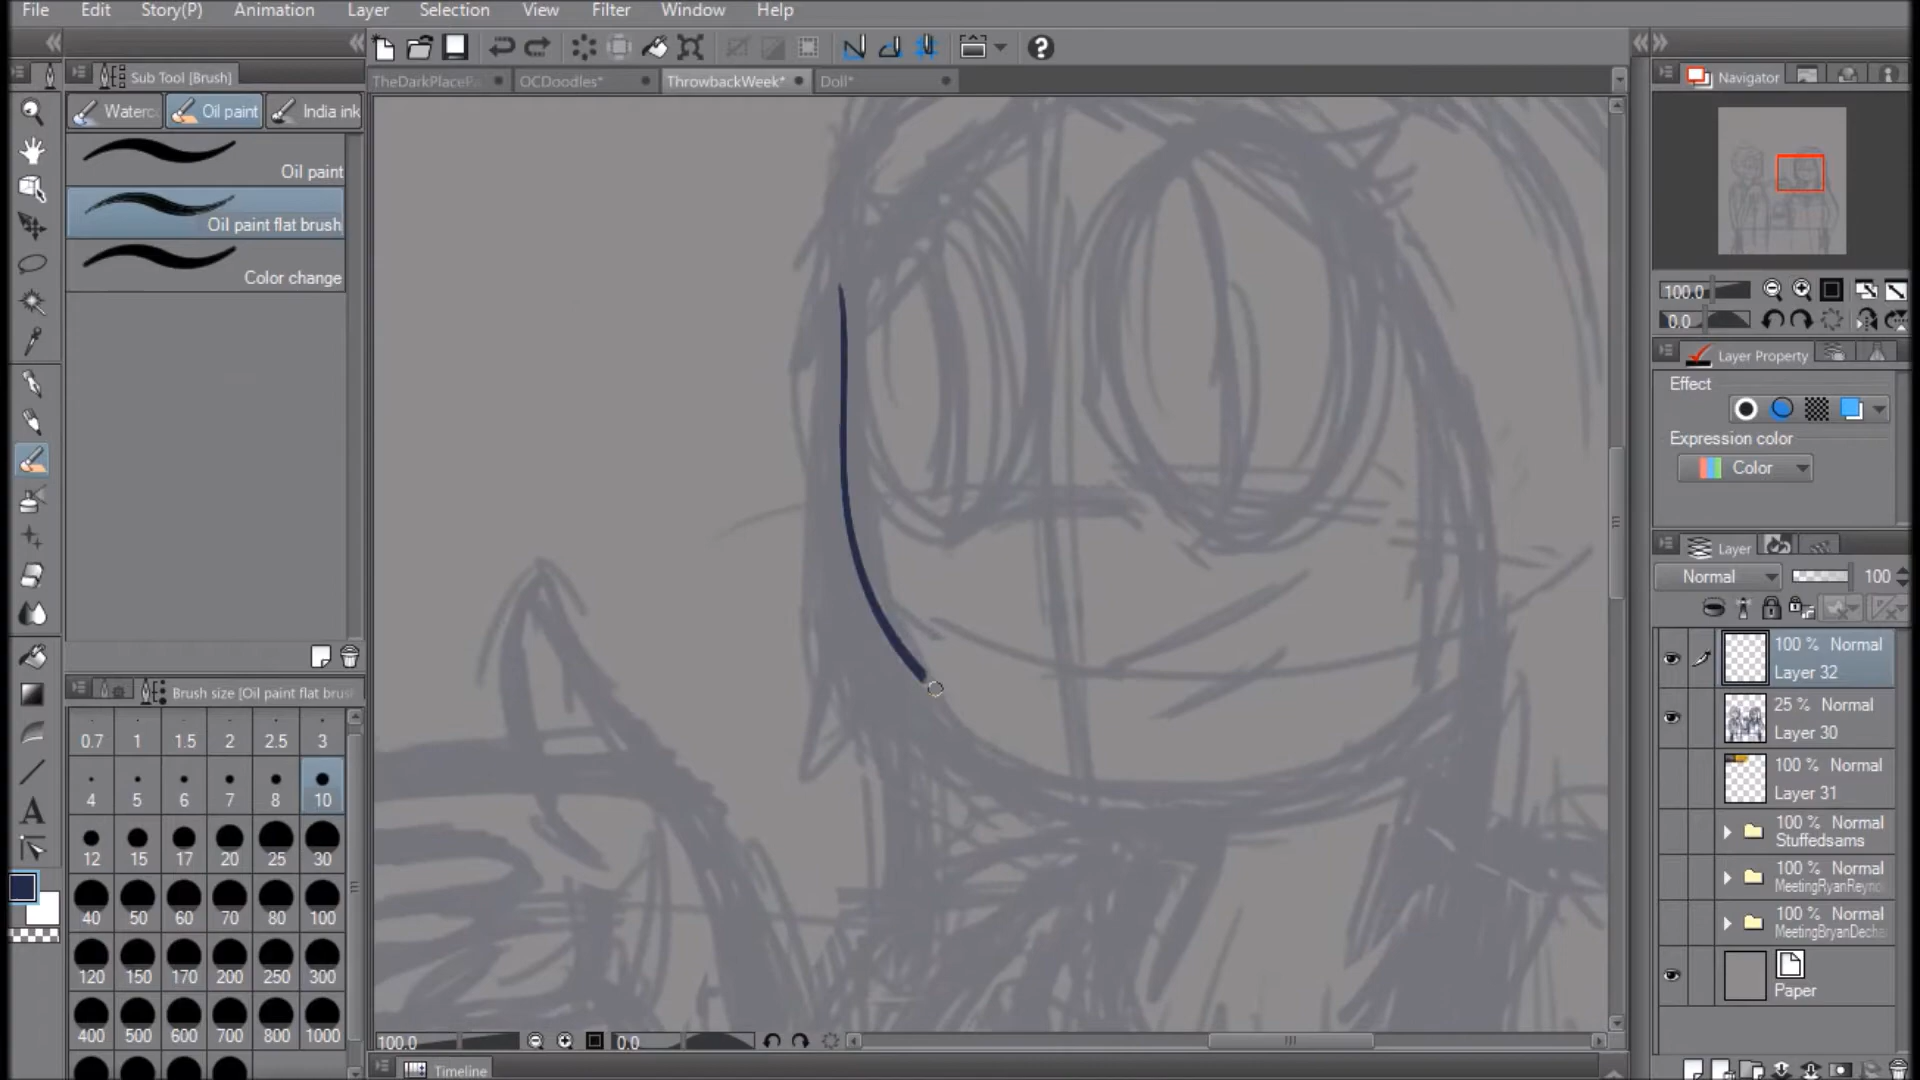 File Edit Story(P) Animation Layer Selection View Filter Window Help
Sub Tool [Brush]
Oil paint India ink
Oil paint
Oil paint flat brush
Color change
OCDoodles* ThrowbackWeek* Doll*
Navigator
100.0
0.0
Layer Property
Effect
Expression color
Color
Layer
Normal 100
100 % Normal
Layer 32
25 % Normal
Layer 30
100 % Normal
Layer 31
100 % Normal
Stuffedsams
100 % Normal
100 % Normal
Paper
Brush size [Oil paint flat
0.7 1 1.5 2 2.5 3
4 5 6 7 8 10
12 15 17 20 25 30
40 50 60 70 80 100
120 150 170 200 250 300
400 500 600 700 800 1000
A
100.0 0.0
Timeline